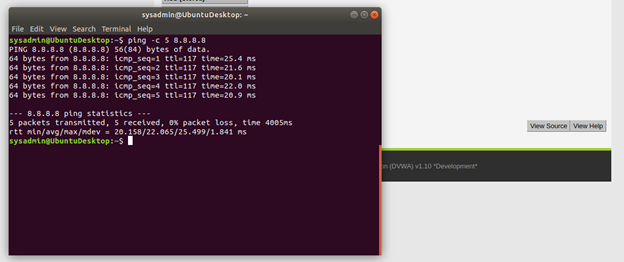 sysadmin@UbuntuDesktop: ~
File Edit View Search Terminal Help
sysadmin@UbuntuDesktop:~$ ping -c 5 8.8.8.8
PING 8.8.8.8 (8.8.8.8) 56(84) bytes of data.
64 bytes from 8.8.8.8: icmp_seq=1 ttl=117 time=25.4 ms
64 bytes from 8.8.8.8: icmp_seq=2 ttl=117 time=21.6 ms
64 bytes from 8.8.8.8: icmp_seq=3 ttl=117 time=20.1 ms
64 bytes from 8.8.8.8: icmp_seq=4 ttl=117 time=22.0 ms
64 bytes from 8.8.8.8: icmp_seq=5 ttl=117 time=20.9 ms
--- 8.8.8.8 ping statistics ---
5 packets transmitted, 5 received, 0% packet loss, time 4005ms
rtt min/avg/max/mdev = 20.158/22.065/25.499/1.841 ms
sysadmin@UbuntuDesktop:~$
View Source View Help
(DVWA) v1.10 *Development*